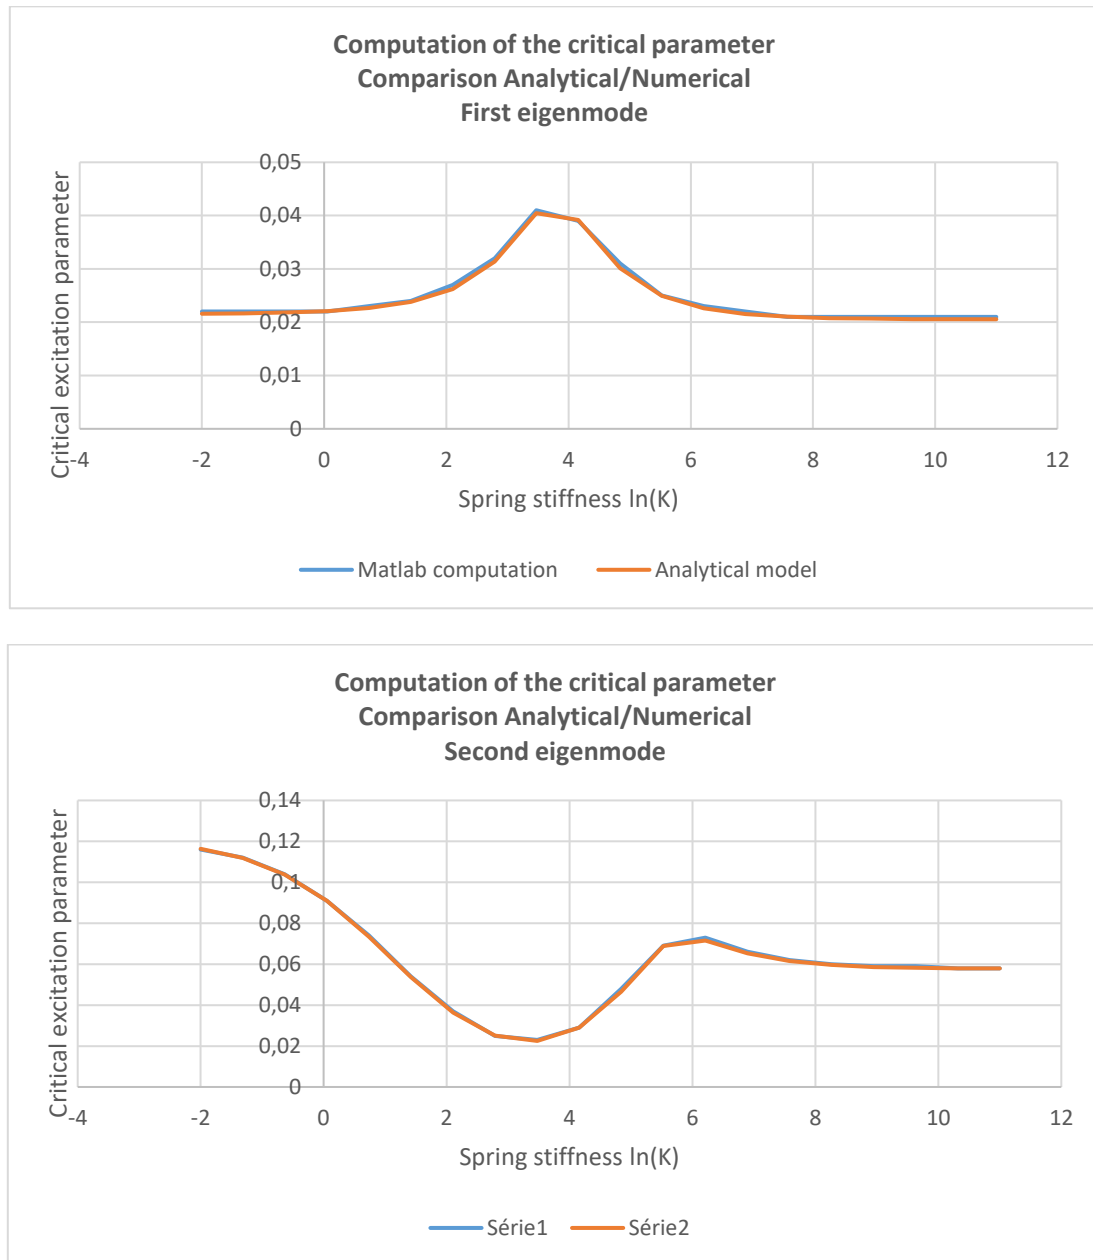 Computation of the critical parameter
Comparison Analytical/Numerical
First eigenmode
Critical excitation parameter
0,05
0,04
0,03
0,02
0,01
0
-4 -2 0 2 4 6 8 10 12
Spring stiffness ln(K)
Matlab computation Analytical model
Computation of the critical parameter
Comparison Analytical/Numerical
Second eigenmode
Critical excitation parameter
0,14
0,12
0,1
0,08
0,06
0,04
0,02
0
-4 -2 0 2 4 6 8 10 12
Spring stiffness ln(K)
Série1 Série2